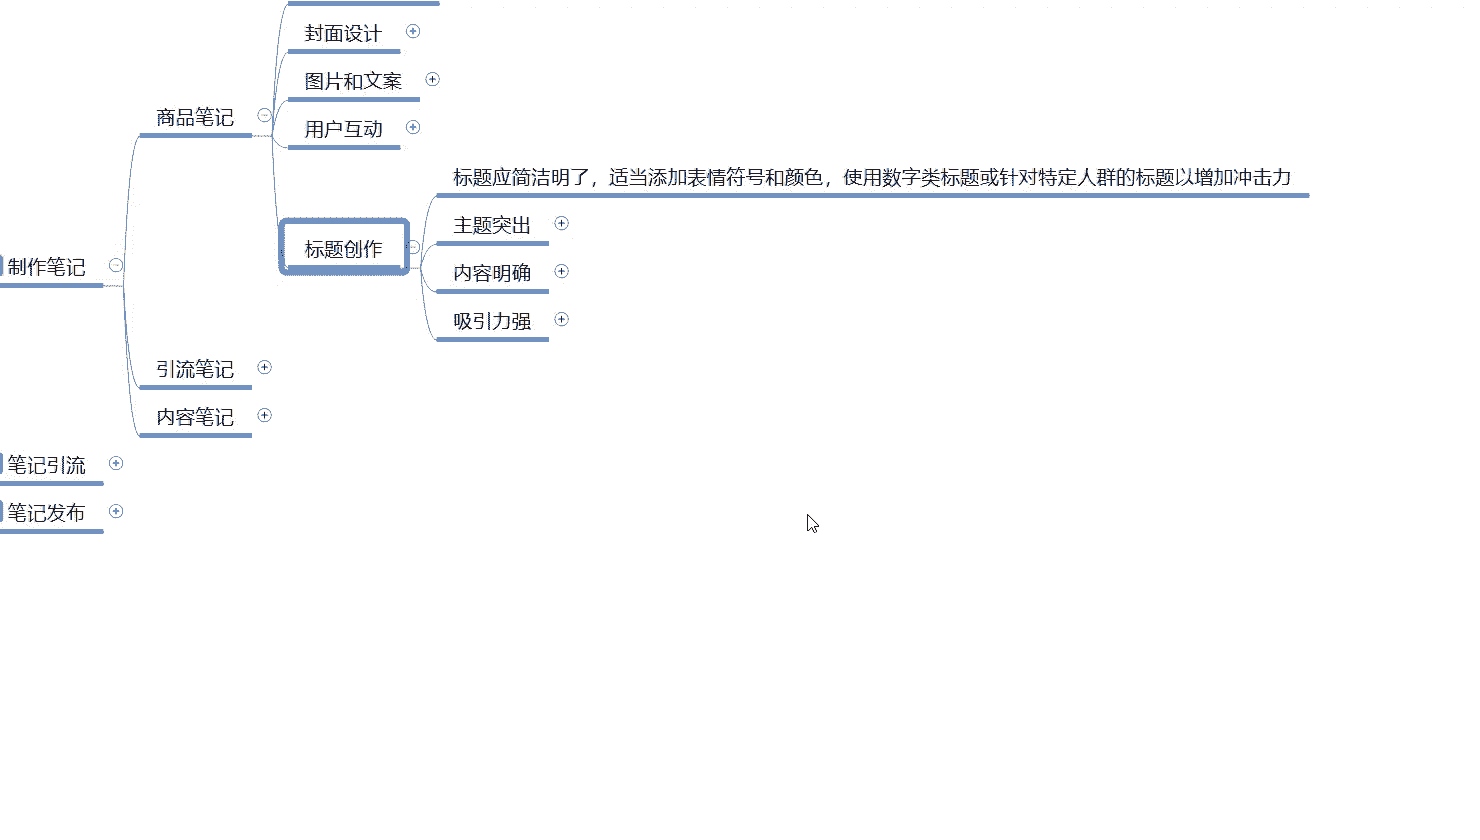 封面设计
图片和文案
商品笔记
用户互动
标题应简洁明了，适当添加表情符号和颜色，使用数字类标题或针对特定人群的标题以增加冲击力
主题突出
标题创作
制作笔记
内容明确
吸引力强
引流笔记
内容笔记
笔记引流
笔记发布